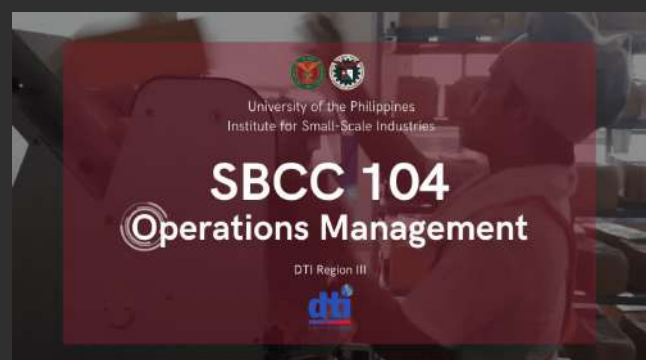 University of the Philippines
Institute for Small-Scale Industries
SBCC 104
Operations Management
DTI Region III
dti